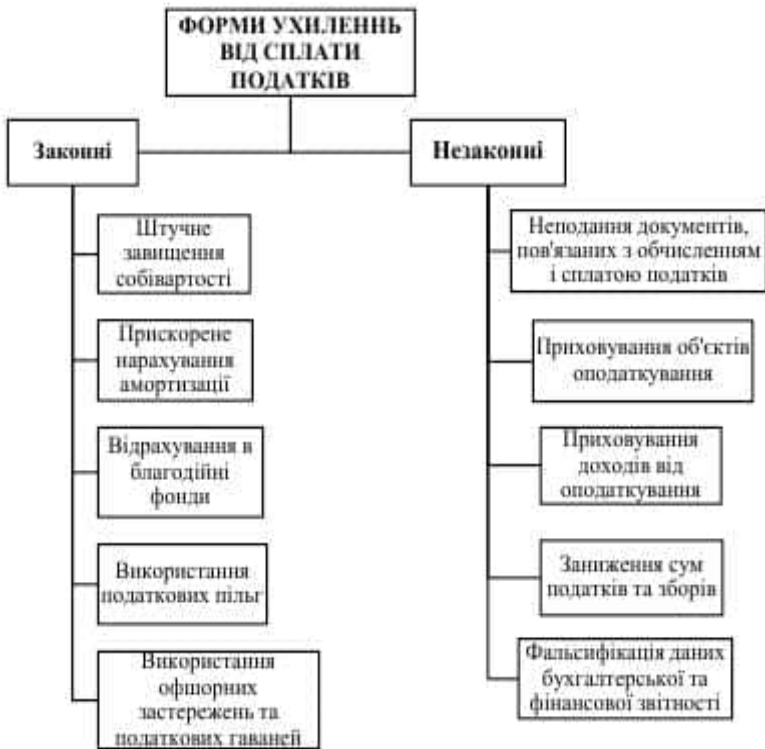 ФОРМИ УХИЛЕННЬ
ВІД СПЛАТИ
ПОДАТКІВ
Законні
Штучне
завищення
собівартості
Прискорене
нарахування
амортизації
Відрахування в
благодійні
фонди
Використання
податкових пільг
Використання
офшорних
застережень та
податкових гаваней
Незаконні
Неподання документів,
пов'язаних з обчисленням
і сплатою податків
Приховування об'єктів
оподаткування
Приховування
доходів від
оподаткування
Заниження сум
податків та зборів
Фальсифікація даних
бухгалтерської та
фінансової звітності